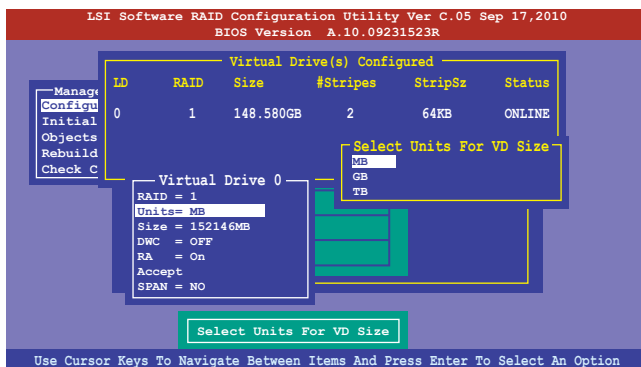 LSI Software RAID Configuration Utility Ver C.05 Sep 17,2010
BIOS Version A.10.09231523R
Virtual Drive(s) Configured
LD RAID Size #Stripes StripSz Status
0 1 148.580GB 2 64KB ONLINE
Manage
Configu
Initial
Objects
Rebuild
Check C
Select Units For VD Size
MB
GB
TB
Virtual Drive 0
RAID = 1
Units= MB
Size = 152146MB
DWC = OFF
RA = On
Accept
SPAN = NO
Select Units For VD Size
Use Cursor Keys To Navigate Between Items And Press Enter To Select An Option